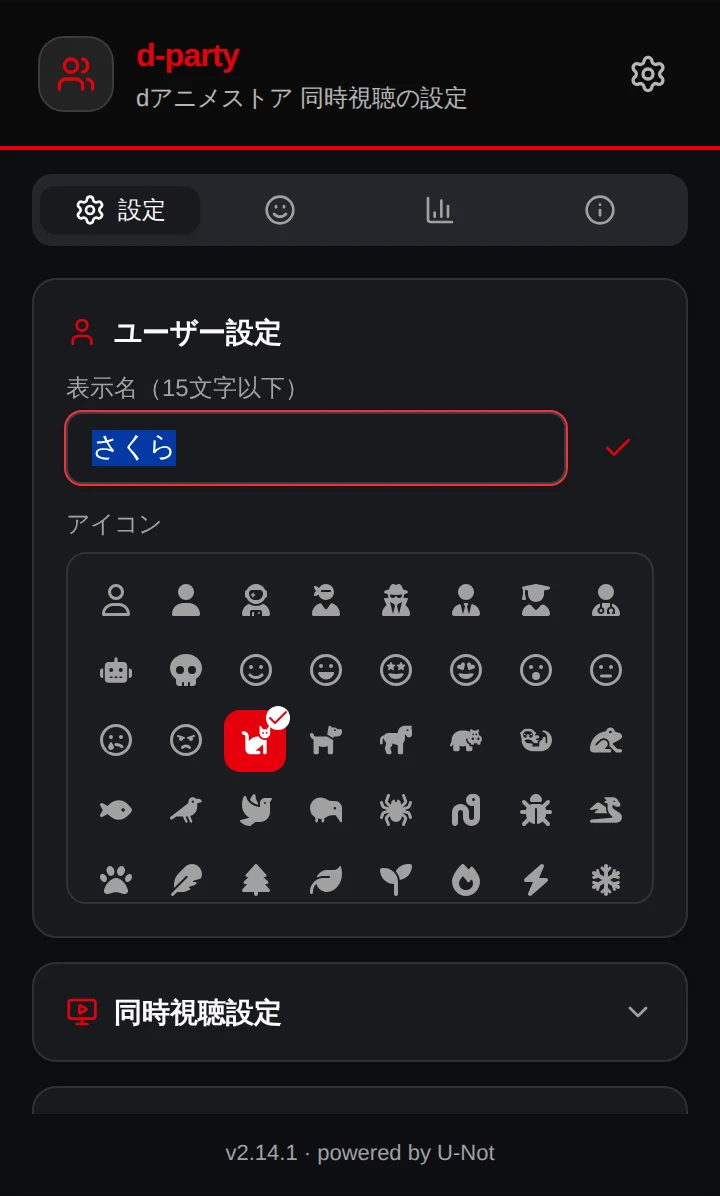 d-party
dアニメストア 同時視聴の設定
設定
ユーザー設定
表示名（15文字以下）
さくら
アイコン
同時視聴設定
v2.14.1 · powered by U-Not